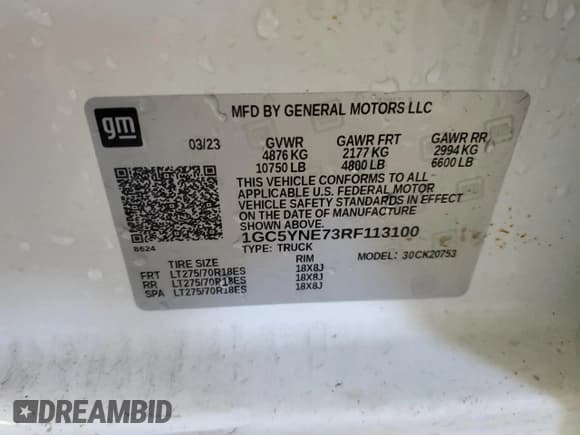 gm
MFD BY GENERAL MOTORS LLC
03/23 GVWR GAWR FRT GAWR RR
4876 KG 2177 KG 2994 KG
10750 LB 4800 LB 6600 LB
THIS VEHICLE CONFORMS TO ALL
APPLICABLE U.S. FEDERAL MOTOR
VEHICLE SAFETY STANDARDS IN EFFECT
ON THE DATE OF MANUFACTURE
SHOWN ABOVE.
1GC5YNE73RF113100
8624 TYPE: TRUCK
MODEL: 30CK20753
TIRE SIZE RIM
FRT LT275/70R18ES 18X8J
RR LT275/70R18ES 18X8J
SPA LT275/70R18ES 18X8J
DREAMBID